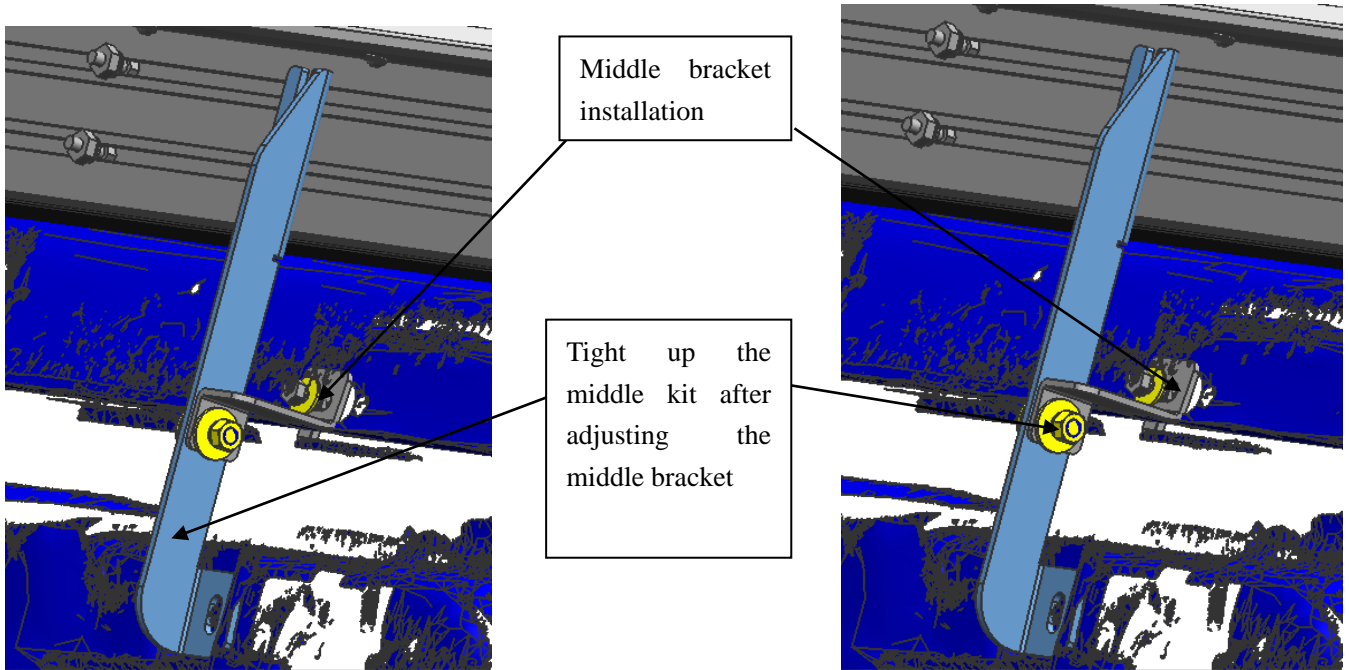 Middle bracket
installation
Tight up the
middle kit after
adjusting the
middle bracket